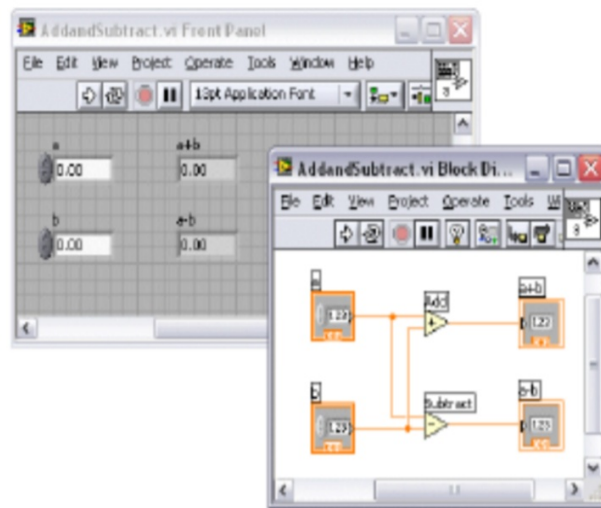 AddandSubtract.vi Front Panel
File Edit View Project Operate Tools Window Help
13pt Application Font
a
0.00
a+b
0.00
b
0.00
a-b
0.00
AddandSubtract.vi Block Di...
File Edit View Project Operate Tools Wi
a
1.23
Add
a+b
1.23
b
1.23
Subtract
a-b
1.23